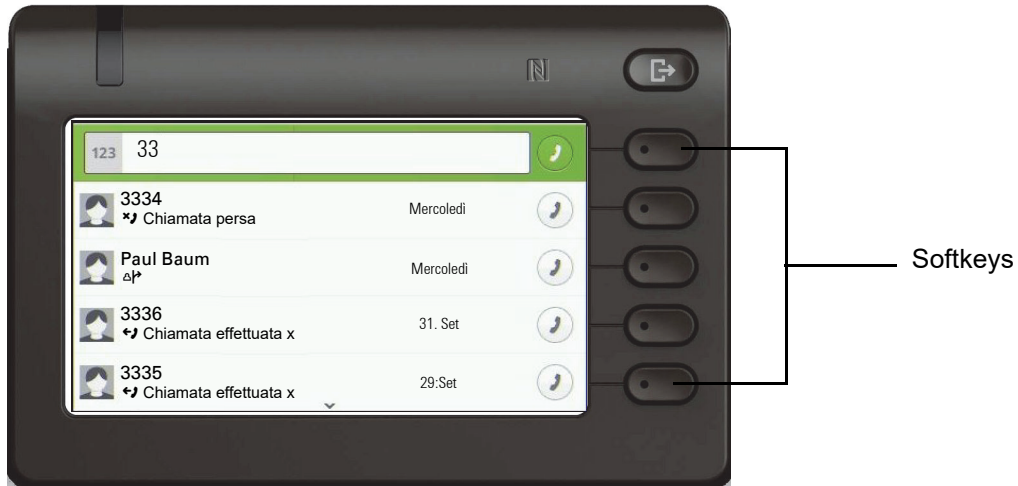 123 33
3334
Chiamata persa
Mercoledì
Paul Baum
Mercoledì
3336
Chiamata effettuata x
31. Set
3335
Chiamata effettuata x
29:Set
Softkeys